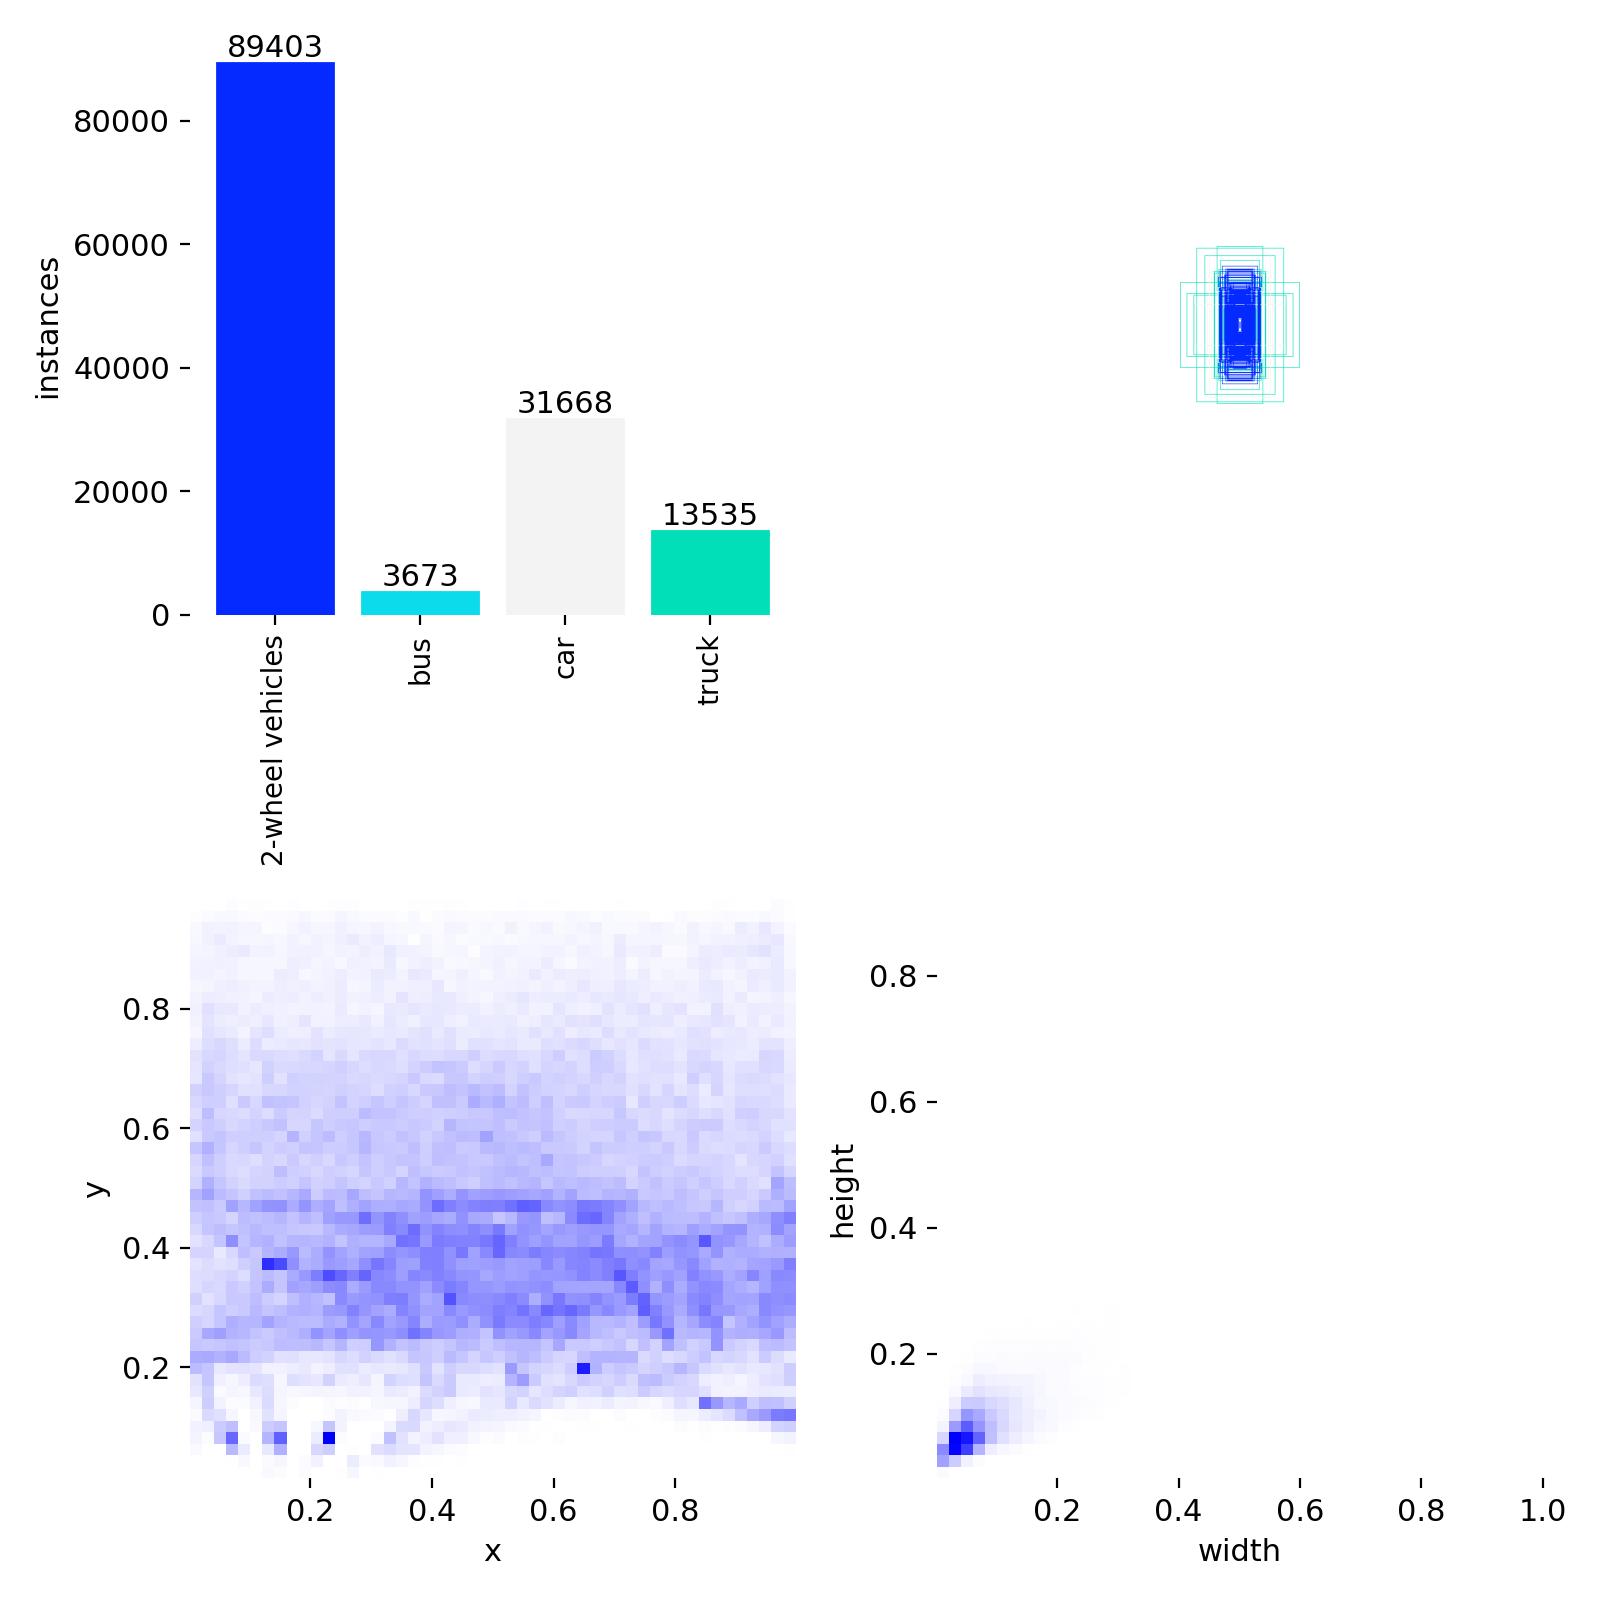 89403
80000
60000
instances
40000
31668
20000
13535
3673
0
2-wheel vehicles
bus
car
truck
0.8
0.6
y
0.4
0.2
0.2 0.4 0.6 0.8
x
0.8
0.6
height
0.4
0.2
0.2 0.4 0.6 0.8 1.0
width